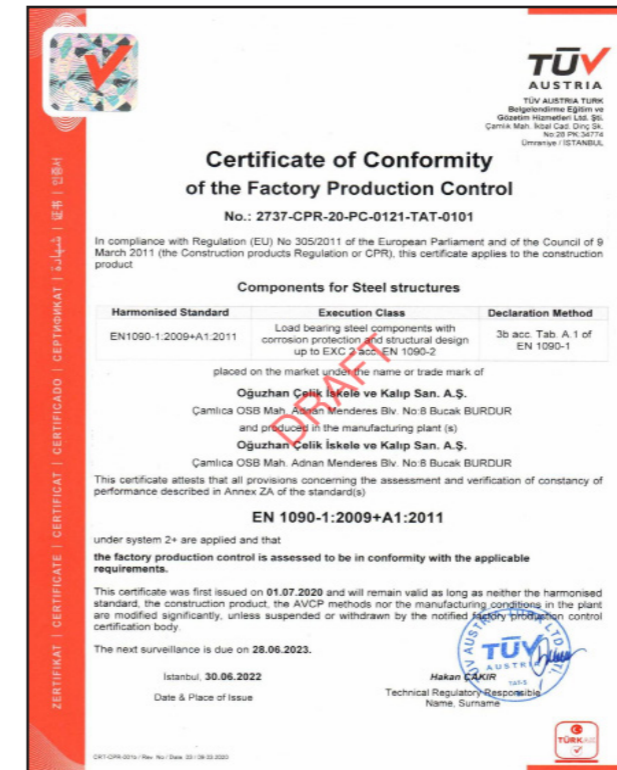 TÜV
AUSTRIA
TÜV AUSTRIA TURK
Belgelendirme Eğitim ve
Gözetim Hizmetleri Ltd. Şti.
Çamlık Mah. İkbal Cad. Dinç Sk.
No:28 PK:34774
Ümraniye / İSTANBUL
Certificate of Conformity
of the Factory Production Control
No.: 2737-CPR-20-PC-0121-TAT-0101
In compliance with Regulation (EU) No 305/2011 of the European Parliament and of the Council of 9
March 2011 (the Construction products Regulation or CPR), this certificate applies to the construction
product
Components for Steel structures
Harmonised Standard Execution Class Declaration Method
EN1090-1:2009+A1:2011
Load bearing steel components with
corrosion protection and structural design
up to EXC 2 acc. EN 1090-2
3b acc. Tab. A.1 of
EN 1090-1
placed on the market under the name or trade mark of
Oğuzhan Çelik İskele ve Kalıp San. A.Ş.
Çamlıca OSB Mah. Adnan Menderes Blv. No:8 Bucak BURDUR
and produced in the manufacturing plant (s)
Oğuzhan Çelik İskele ve Kalıp San. A.Ş.
Çamlıca OSB Mah. Adnan Menderes Blv. No:8 Bucak BURDUR
DRAFT
This certificate attests that all provisions concerning the assessment and verification of constancy of
performance described in Annex ZA of the standard(s)
EN 1090-1:2009+A1:2011
under system 2+ are applied and that
the factory production control is assessed to be in conformity with the applicable
requirements.
This certificate was first issued on 01.07.2020 and will remain valid as long as neither the harmonised
standard, the construction product, the AVCP methods nor the manufacturing conditions in the plant
are modified significantly, unless suspended or withdrawn by the notified factory production control
certification body.
The next surveillance is due on 28.06.2023.
Istanbul, 30.06.2022
Date & Place of Issue
Hakan ÇAKIR
Technical Regulatory Responsible
Name, Surname
TÜV
AUSTRIA
TÜRKAK
ZERTIFIKAT | CERTIFICATE | CERTIFICAT | CERTIFICADO | СЕРТИФИКАТ | شهادة | 证书 | 인증서